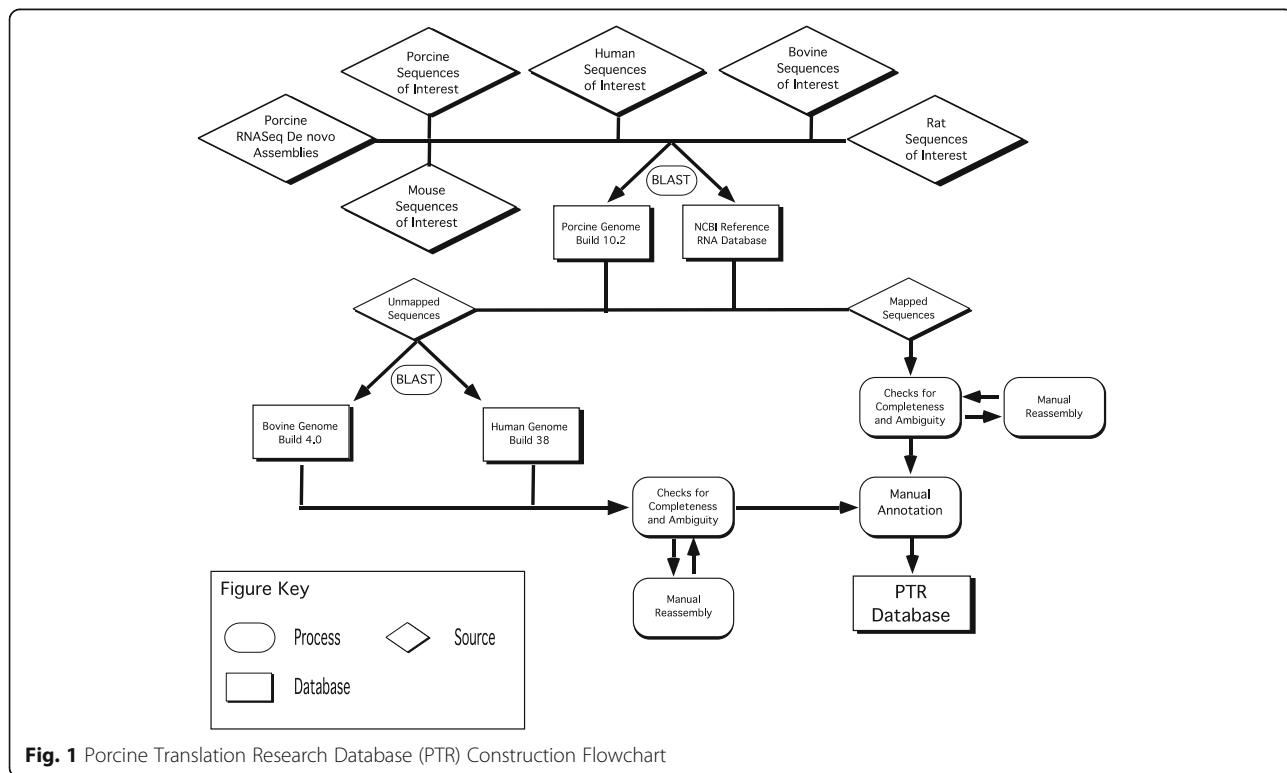 Porcine
Sequences
of Interest
Human
Sequences
of Interest
Bovine
Sequences
of Interest
Porcine
RNASeq De novo
Assemblies
Rat
Sequences
of Interest
Mouse
Sequences
of Interest
BLAST
Porcine Genome
Build 10.2
NCBI Reference
RNA Database
Unmapped
Sequences
Mapped
Sequences
BLAST
Bovine Genome
Build 4.0
Human Genome
Build 38
Checks for
Completeness
and Ambiguity
Manual
Reassembly
Checks for
Completeness
and Ambiguity
Manual
Annotation
Manual
Reassembly
PTR
Database
Figure Key
Process
Source
Database
Fig. 1 Porcine Translation Research Database (PTR) Construction Flowchart